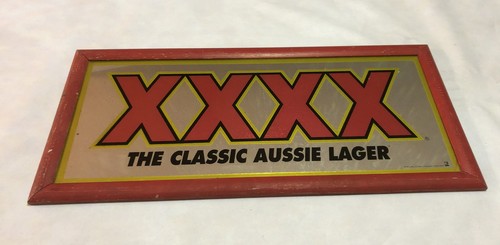 XXXX
THE CLASSIC AUSSIE LAGER